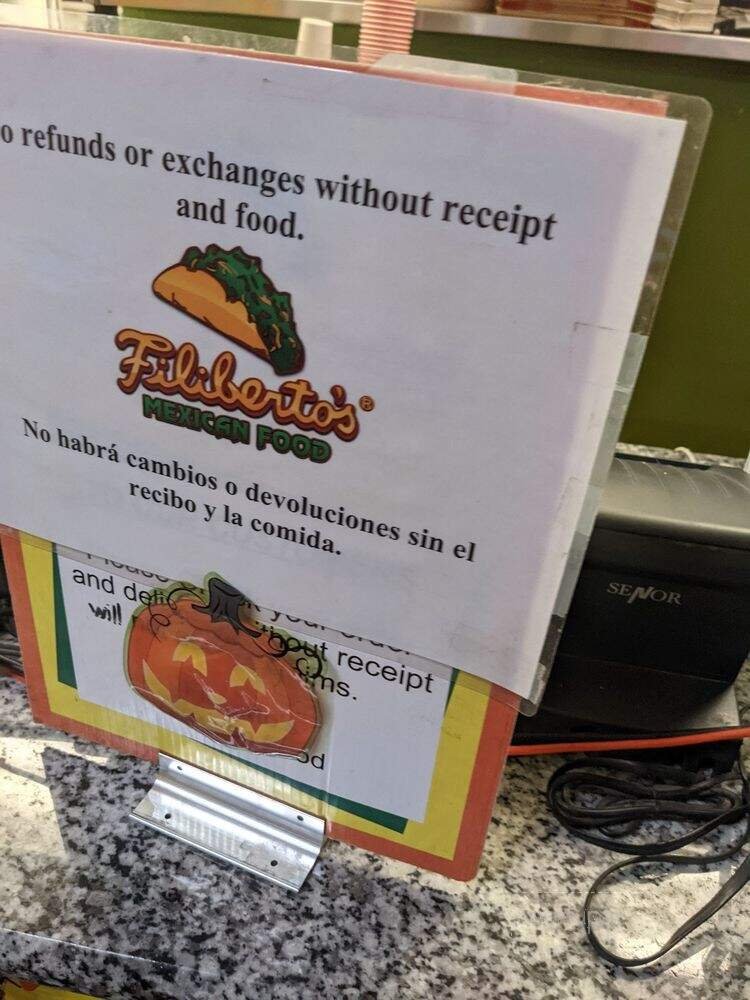 o refunds or exchanges without receipt
and food.
Filiberto's®
MEXICAN FOOD
No habrá cambios o devoluciones sin el
recibo y la comida.
and deli
will
receipt
SENOR